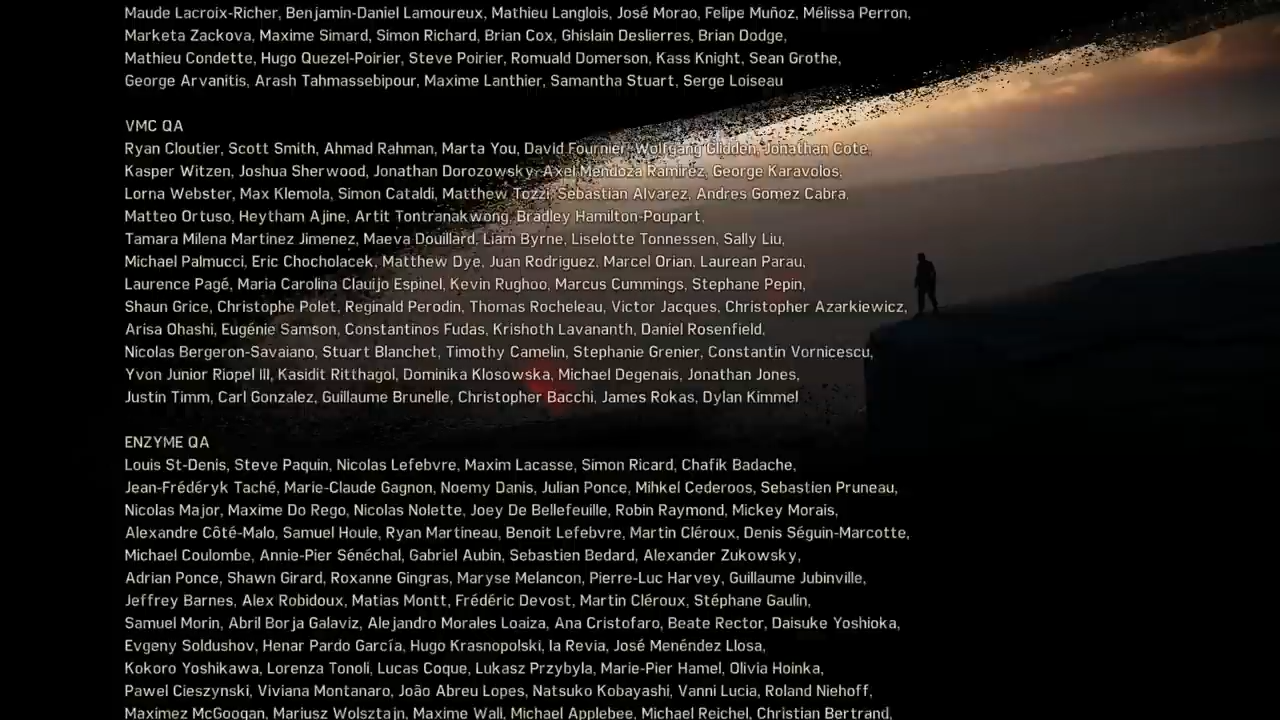 Maude Lacroix-Richer, Benjamin-Daniel Lamoureux, Mathieu Langlois, José Morao, Felipe Muñoz, Mélissa Perron,
Marketa Zackova, Maxime Simard, Simon Richard, Brian Cox, Ghislain Deslierres, Brian Dodge,
Mathieu Condette, Hugo Quezel-Poirier, Steve Poirier, Romuald Domerson, Kass Knight, Sean Grothe,
George Arvanitis, Arash Tahmassebipour, Maxime Lanthier, Samantha Stuart, Serge Loiseau
VMC QA
Ryan Cloutier, Scott Smith, Ahmad Rahman, Marta You, David Fournier, Wolfgang Glidden, Jonathan Cote,
Kasper Witzen, Joshua Sherwood, Jonathan Dorozowsky, Axel Mendoza Ramirez, George Karavolos,
Lorna Webster, Max Klemola, Simon Cataldi, Matthew Tozzi, Sebastian Alvarez, Andres Gomez Cabra,
Matteo Ortuso, Heytham Ajine, Artit Tontranakwong, Bradley Hamilton-Poupart,
Tamara Milena Martinez Jimenez, Maeva Douillard, Liam Byrne, Liselotte Tonnessen, Sally Liu,
Michael Palmucci, Eric Chocholacek, Matthew Dye, Juan Rodriguez, Marcel Orian, Laurean Parau,
Laurence Pagé, Maria Carolina Clauijo Espinel, Kevin Rughoo, Marcus Cummings, Stephane Pepin,
Shaun Grice, Christophe Polet, Reginald Perodin, Thomas Rocheleau, Victor Jacques, Christopher Azarkiewicz,
Arisa Ohashi, Eugénie Samson, Constantinos Fudas, Krishoth Lavananth, Daniel Rosenfield,
Nicolas Bergeron-Savaiano, Stuart Blanchet, Timothy Camelin, Stephanie Grenier, Constantin Vornicescu,
Yvon Junior Riopel III, Kasidit Ritthagol, Dominika Klosowska, Michael Degenais, Jonathan Jones,
Justin Timm, Carl Gonzalez, Guillaume Brunelle, Christopher Bacchi, James Rokas, Dylan Kimmel
ENZYME QA
Louis St-Denis, Steve Paquin, Nicolas Lefebvre, Maxim Lacasse, Simon Ricard, Chafik Badache,
Jean-Frédéryk Taché, Marie-Claude Gagnon, Noemy Danis, Julian Ponce, Mihkel Cederoos, Sebastien Pruneau,
Nicolas Major, Maxime Do Rego, Nicolas Nolette, Joey De Bellefeuille, Robin Raymond, Mickey Morais,
Alexandre Côté-Malo, Samuel Houle, Ryan Martineau, Benoit Lefebvre, Martin Cléroux, Denis Séguin-Marcotte,
Michael Coulombe, Annie-Pier Sénéchal, Gabriel Aubin, Sebastien Bedard, Alexander Zukowsky,
Adrian Ponce, Shawn Girard, Roxanne Gingras, Maryse Melancon, Pierre-Luc Harvey, Guillaume Jubinville,
Jeffrey Barnes, Alex Robidoux, Matias Montt, Frédéric Devost, Martin Cléroux, Stéphane Gaulin,
Samuel Morin, Abril Borja Galaviz, Alejandro Morales Loaiza, Ana Cristofaro, Beate Rector, Daisuke Yoshioka,
Evgeny Soldushov, Henar Pardo García, Hugo Krasnopolski, Ia Revia, José Menéndez Llosa,
Kokoro Yoshikawa, Lorenza Tonoli, Lucas Coque, Lukasz Przybyla, Marie-Pier Hamel, Olivia Hoinka,
Pawel Cieszynski, Viviana Montanaro, João Abreu Lopes, Natsuko Kobayashi, Vanni Lucia, Roland Niehoff,
Maximez McGoogan, Mariusz Wolsztajn, Maxime Wall, Michael Applebee, Michael Reichel, Christian Bertrand,